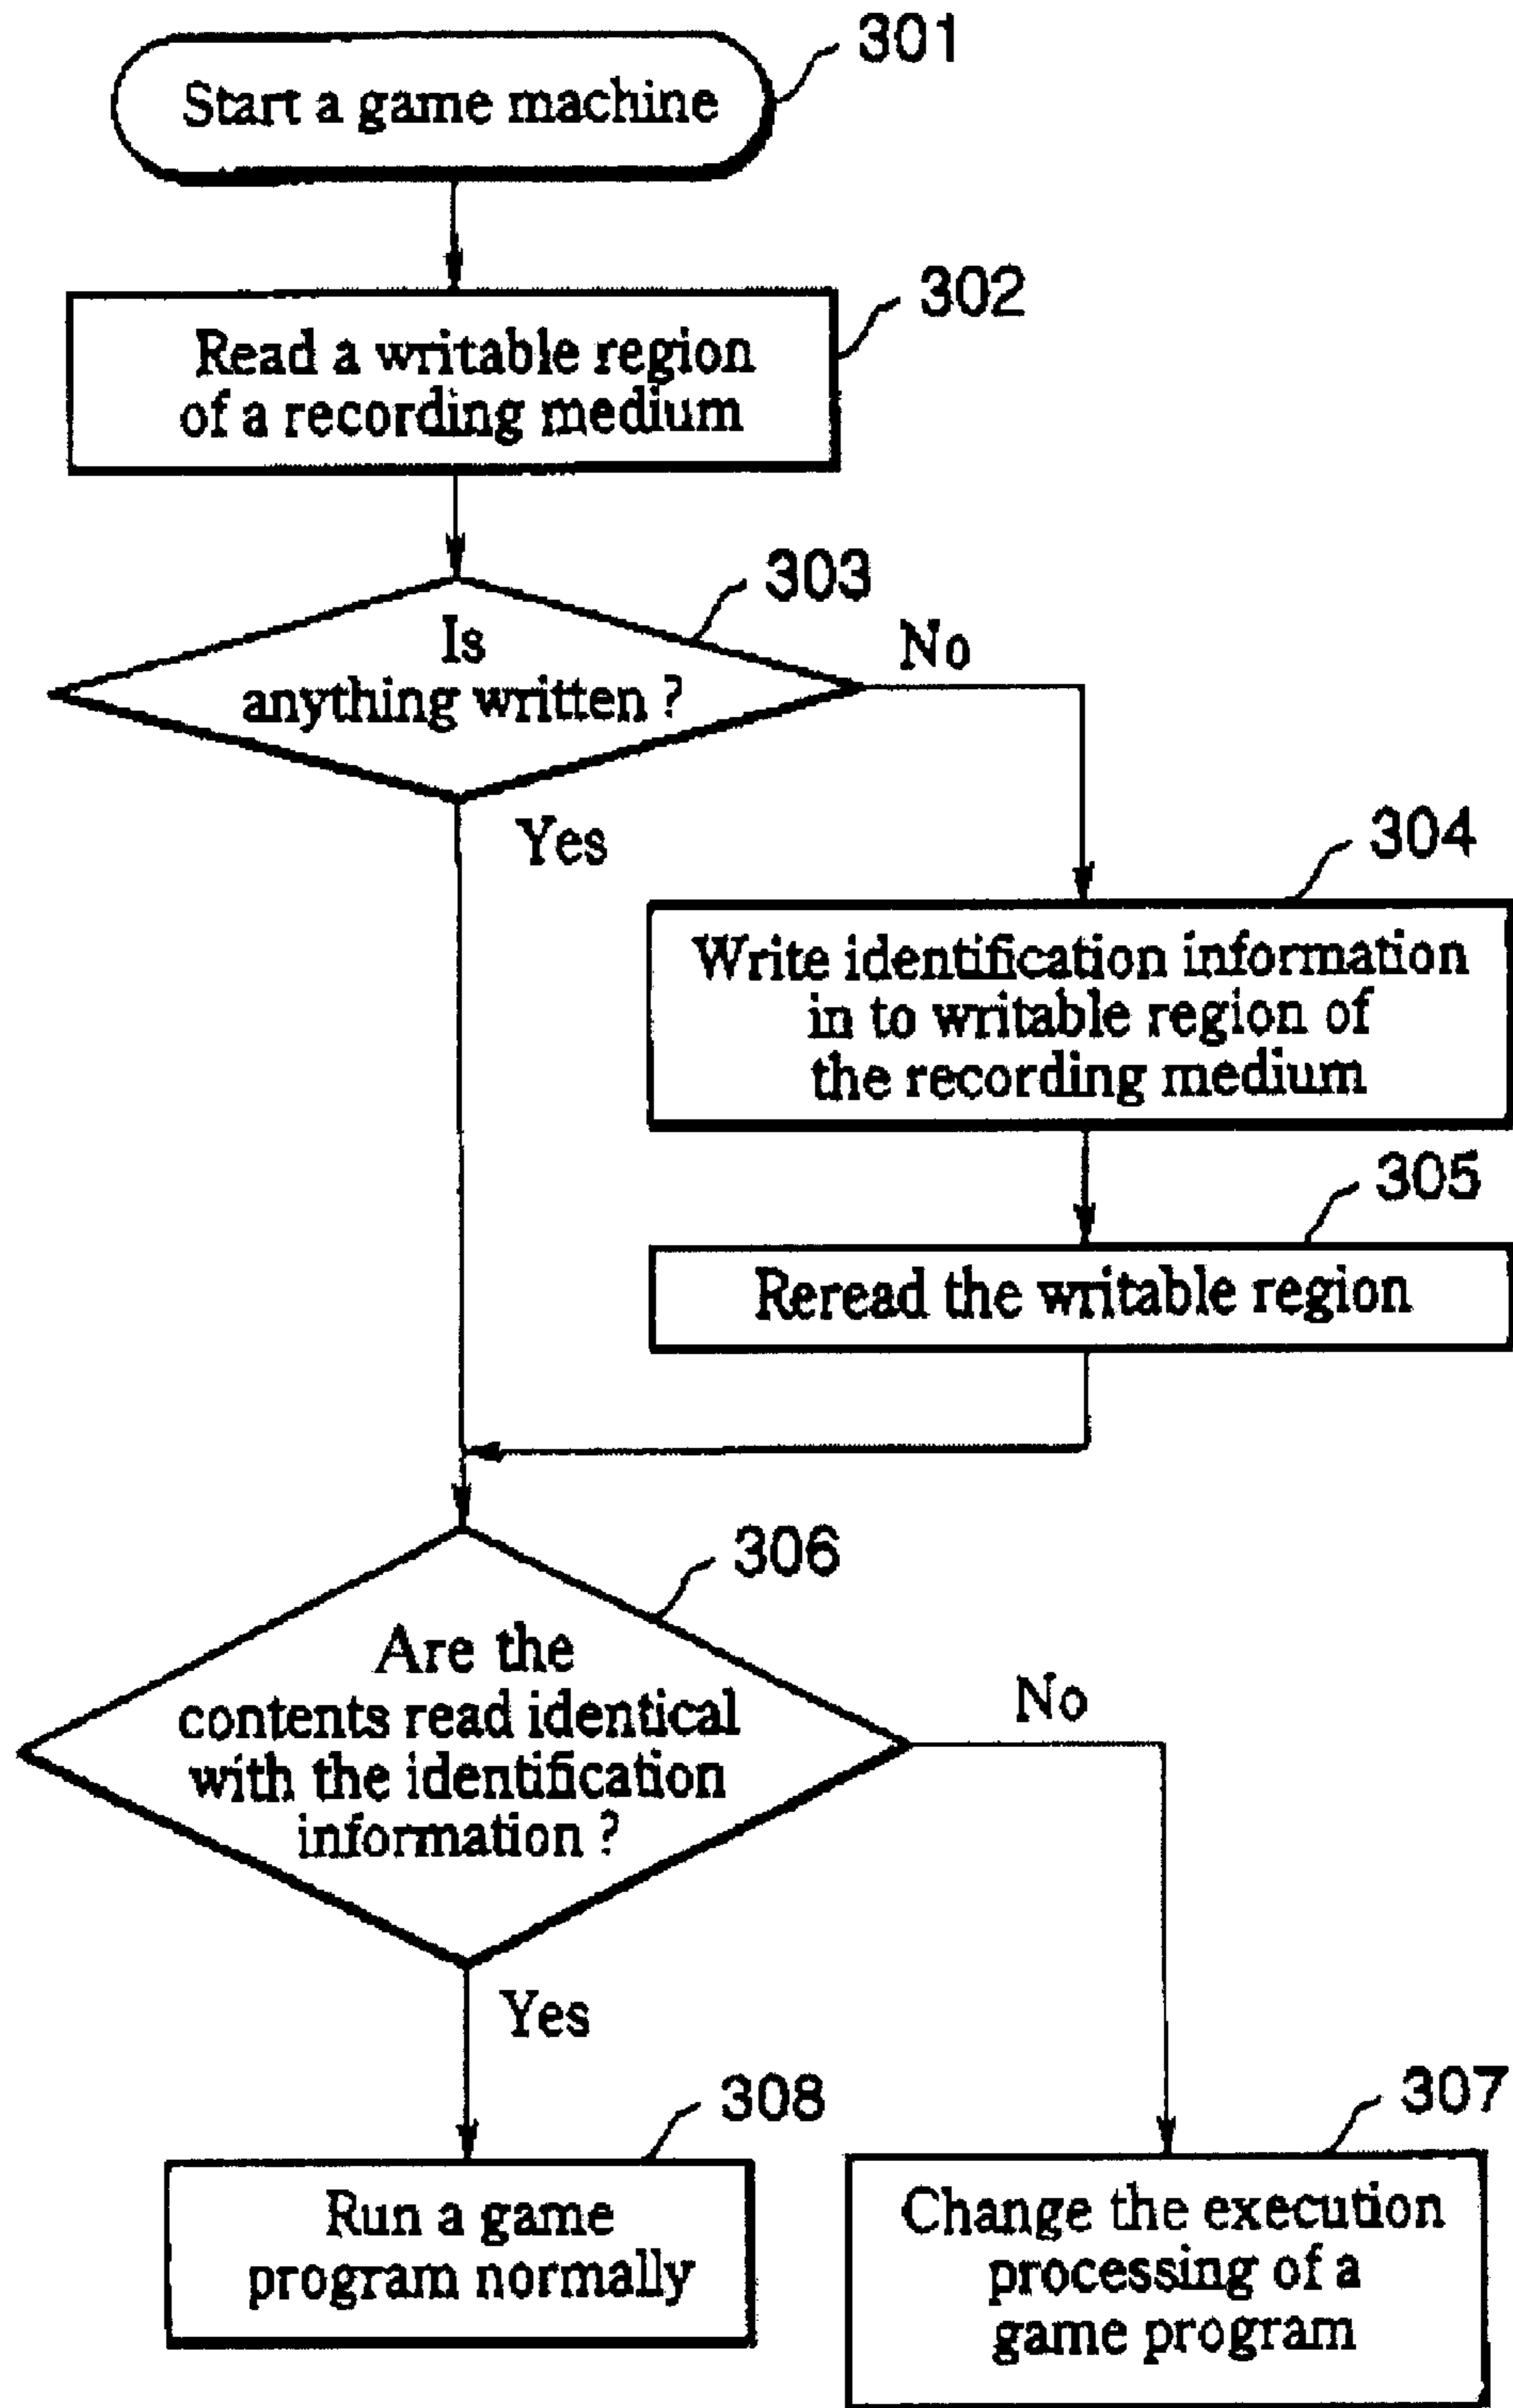 301
Start a game machine
302
Read a writable region
of a recording medium
303
Is
anything written ?
No
Yes
304
Write identification information
in to writable region of
the recording medium
305
Reread the writable region
306
Are the
contents read identical
with the identification
information ?
No
Yes
308
Run a game
program normally
307
Change the execution
processing of a
game program